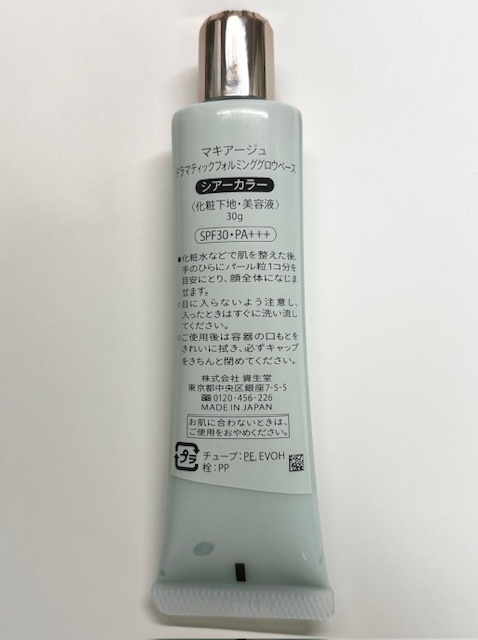 マキアージュ
ドラマティックフォルミンググロウベース
シアーカラー
〈化粧下地・美容液〉
30g
SPF30・PA+++
●化粧水などで肌を整えた後、
手のひらにパール粒1コ分を
目安にとり、顔全体になじま
せます。
○目に入らないよう注意し、
入ったときはすぐに洗い流し
てください。
○ご使用後は容器の口もとを
きれいに拭き、必ずキャップ
をきちんと閉めてください。
株式会社 資生堂
東京都中央区銀座7-5-5
0120-456-226
MADE IN JAPAN
お肌に合わないときは、
ご使用をおやめください。
プラ
チューブ：PE, EVOH
栓：PP